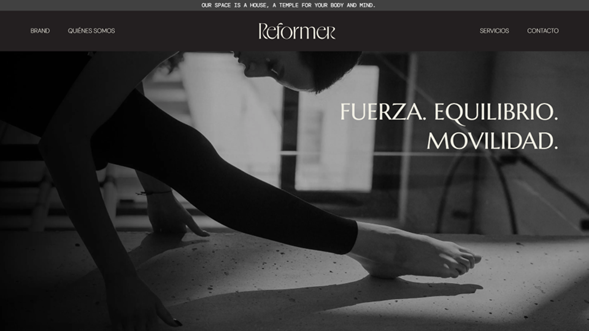 OUR SPACE IS A HOUSE, A TEMPLE FOR YOUR BODY AND MIND.
BRAND
QUIÉNES SOMOS
Reformer
SERVICIOS
CONTACTO
FUERZA. EQUILIBRIO.
MOVILIDAD.